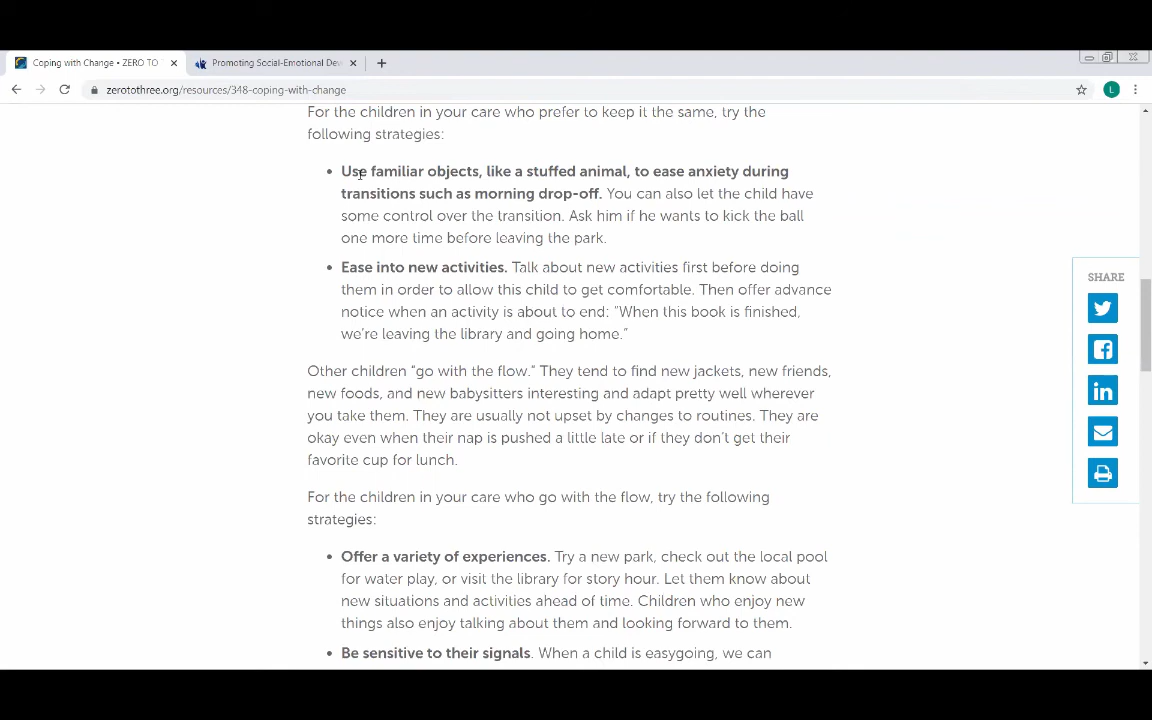 Coping with Change • ZERO TO
Promoting Social-Emotional Dev
zerotothree.org/resources/348-coping-with-change
L
For the children in your care who prefer to keep it the same, try the
following strategies:
• Use familiar objects, like a stuffed animal, to ease anxiety during
transitions such as morning drop-off. You can also let the child have
some control over the transition. Ask him if he wants to kick the ball
one more time before leaving the park.
• Ease into new activities. Talk about new activities first before doing
them in order to allow this child to get comfortable. Then offer advance
notice when an activity is about to end: “When this book is finished,
we’re leaving the library and going home.”
Other children “go with the flow.” They tend to find new jackets, new friends,
new foods, and new babysitters interesting and adapt pretty well wherever
you take them. They are usually not upset by changes to routines. They are
okay even when their nap is pushed a little late or if they don’t get their
favorite cup for lunch.
For the children in your care who go with the flow, try the following
strategies:
• Offer a variety of experiences. Try a new park, check out the local pool
for water play, or visit the library for story hour. Let them know about
new situations and activities ahead of time. Children who enjoy new
things also enjoy talking about them and looking forward to them.
• Be sensitive to their signals. When a child is easygoing, we can
SHARE